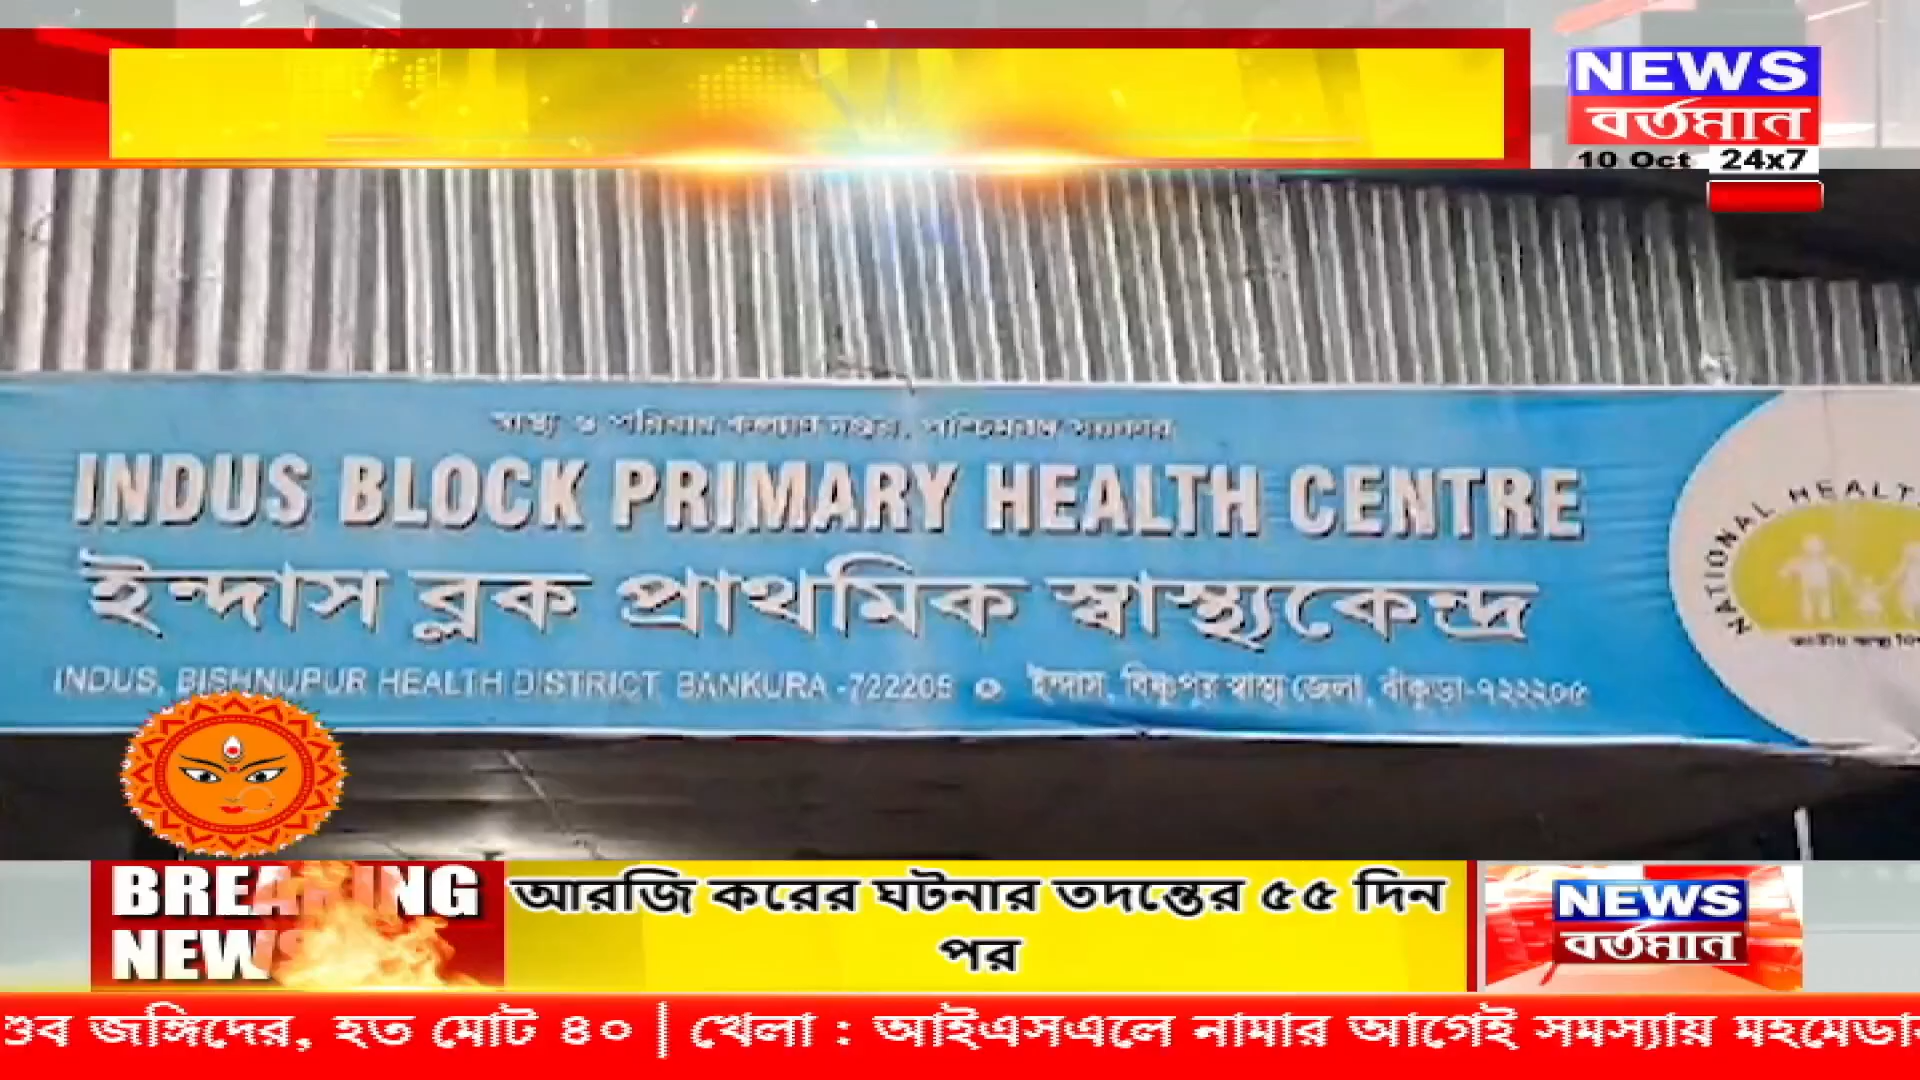 NEWS
বর্তমান
10 Oct 24x7
স্বাস্থ্য ও পরিবার কল্যাণ দপ্তর, পশ্চিমবঙ্গ সরকার
INDUS BLOCK PRIMARY HEALTH CENTRE
ইন্দাস ব্লক প্রাথমিক স্বাস্থ্যকেন্দ্র
INDUS, BISHNUPUR HEALTH DISTRICT, BANKURA -722205 ইন্দাস, বিষ্ণুপুর স্বাস্থ্য জেলা, বাঁকুড়া-৭২২২০৫
NATIONAL HEALT
BREAKING
NEWS
আরজি করের ঘটনার তদন্তের ৫৫ দিন
পর
NEWS
বর্তমান
জঙ্গিদের, হত মোট ৪০ | খেলা : আইএসএলে নামার আগেই সমস্যায়